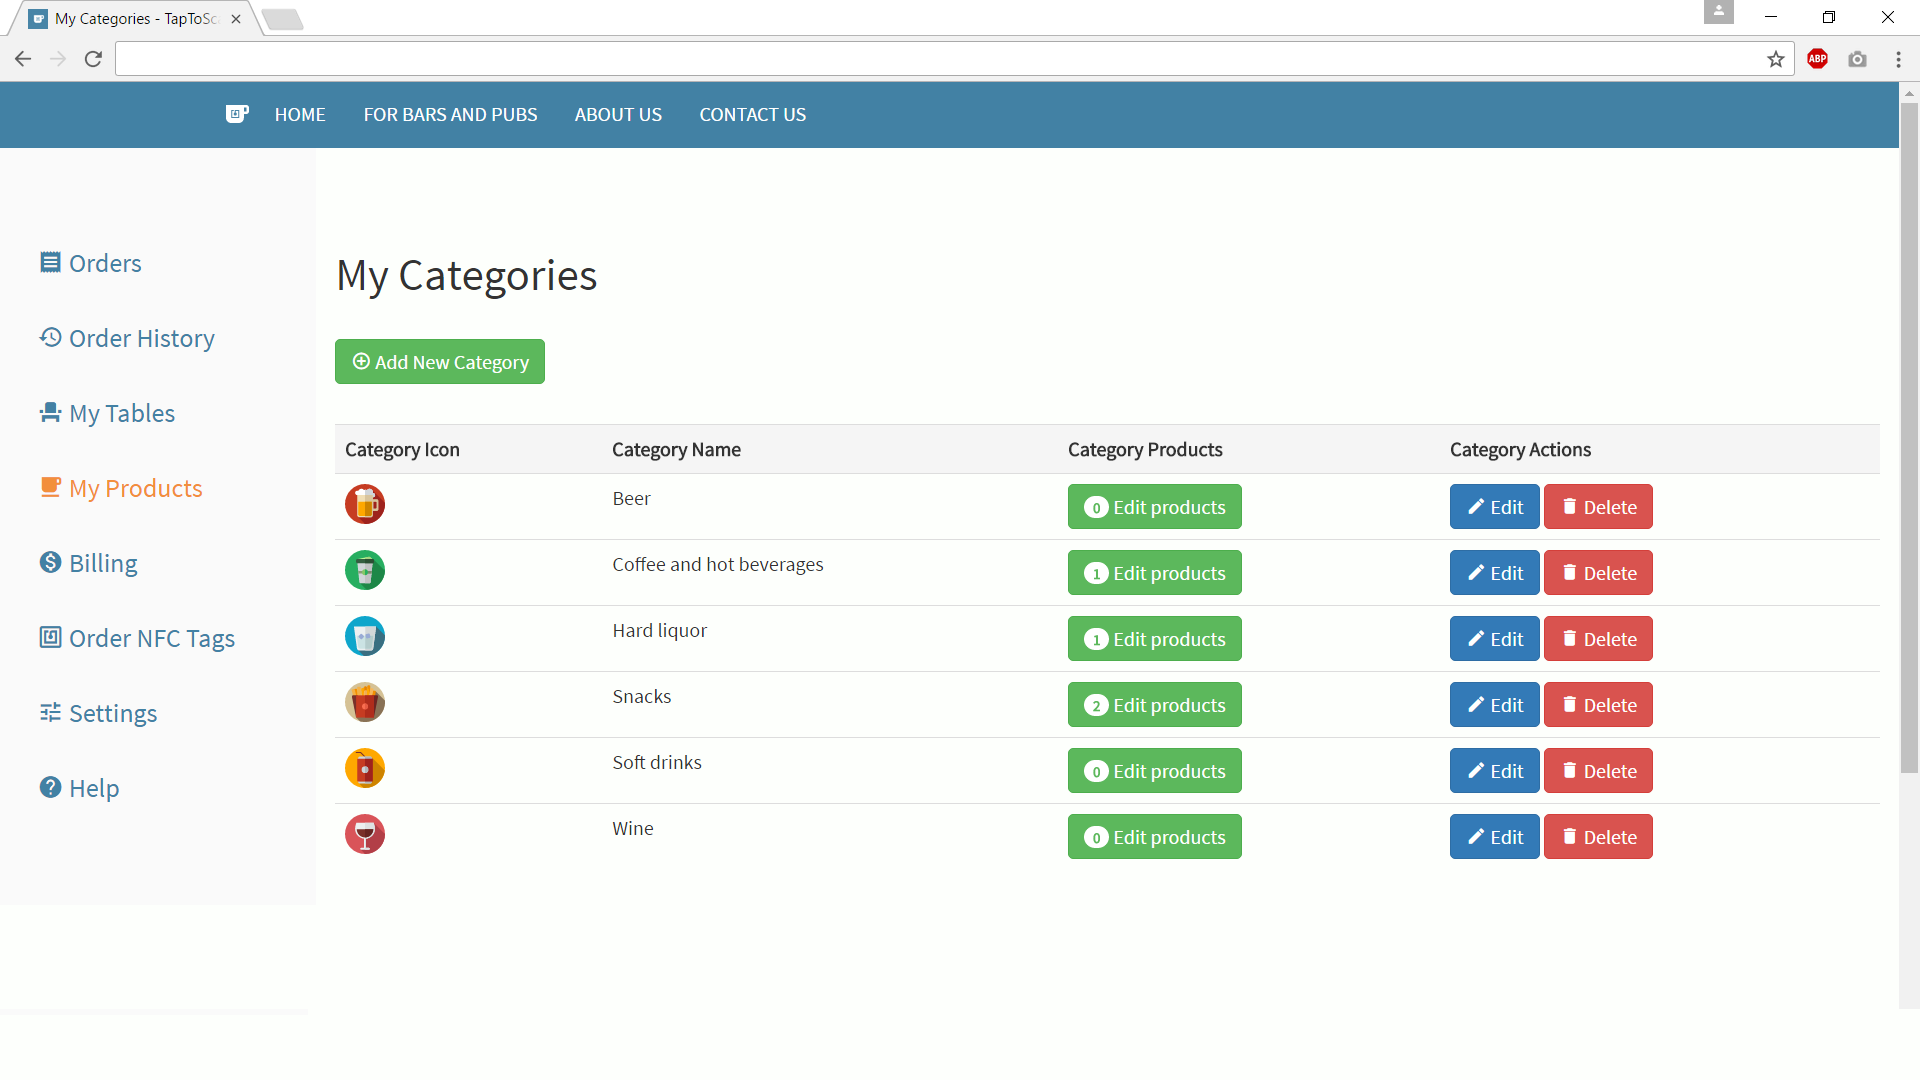 My Categories - TapToSc
ABP
HOME FOR BARS AND PUBS ABOUT US CONTACT US
Orders
Order History
My Tables
My Products
Billing
Order NFC Tags
Settings
Help
My Categories
Add New Category
Category Icon Category Name Category Products Category Actions
Beer 0 Edit products Edit Delete
Coffee and hot beverages 1 Edit products Edit Delete
Hard liquor 1 Edit products Edit Delete
Snacks 2 Edit products Edit Delete
Soft drinks 0 Edit products Edit Delete
Wine 0 Edit products Edit Delete